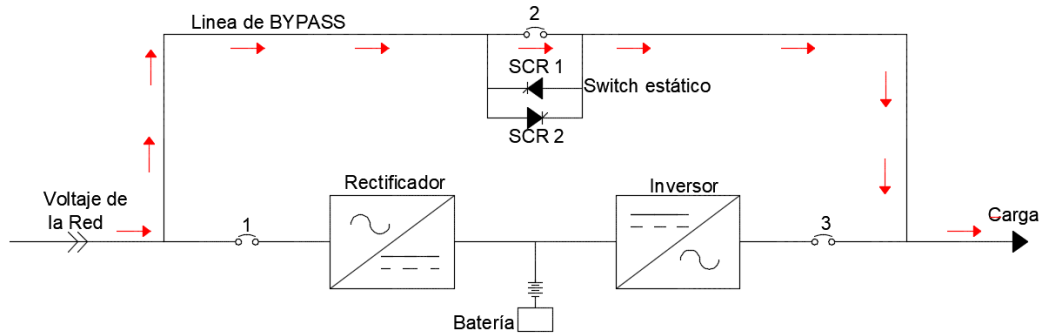 Linea de BYPASS
2
SCR 1
Switch estático
SCR 2
Rectificador
Inversor
Voltaje de
la Red
1
3
Carga
Batería